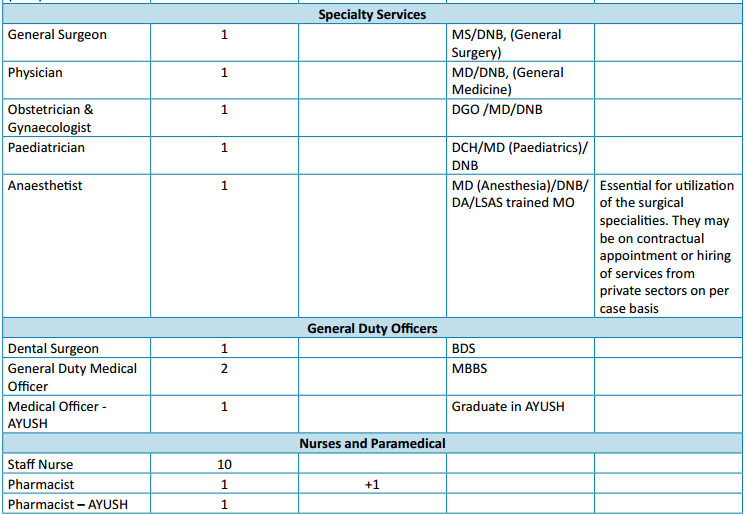 Specialty Services
General Surgeon 1 MS/DNB, (General
Surgery)
Physician 1 MD/DNB, (General
Medicine)
Obstetrician & 1 DGO /MD/DNB
Gynaecologist
Paediatrician 1 DCH/MD (Paediatrics)/
DNB
Anaesthetist 1 MD (Anesthesia)/DNB/ Essential for utilization
DA/LSAS trained MO of the surgical
specialities. They may
be on contractual
appointment or hiring
of services from
private sectors on per
case basis
General Duty Officers
Dental Surgeon 1 BDS
General Duty Medical 2 MBBS
Officer
Medical Officer - 1 Graduate in AYUSH
AYUSH
Nurses and Paramedical
Staff Nurse 10
Pharmacist 1 +1
Pharmacist – AYUSH 1